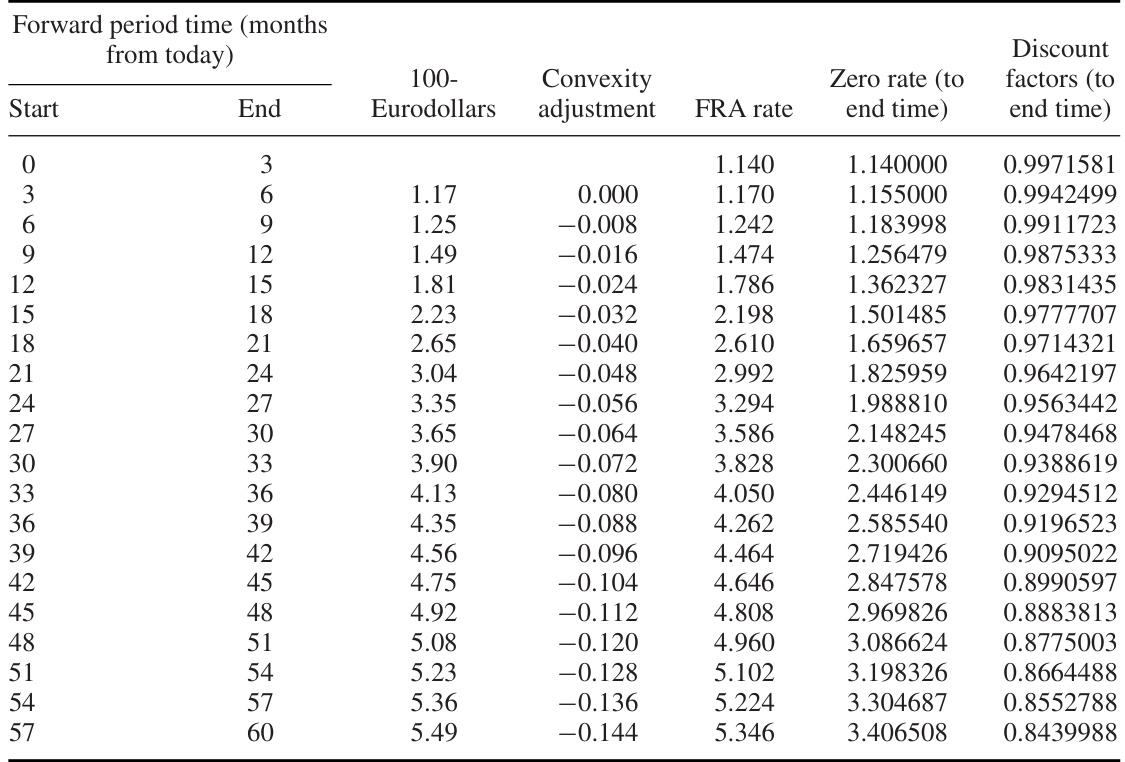 Forward period time (months
from today)
Start End 100-
Eurodollars Convexity
adjustment FRA rate Zero rate (to
end time) Discount
factors (to
end time)
0 3 1.140 1.140000 0.9971581
3 6 1.17 0.000 1.170 1.155000 0.9942499
6 9 1.25 −0.008 1.242 1.183998 0.9911723
9 12 1.49 −0.016 1.474 1.256479 0.9875333
12 15 1.81 −0.024 1.786 1.362327 0.9831435
15 18 2.23 −0.032 2.198 1.501485 0.9777707
18 21 2.65 −0.040 2.610 1.659657 0.9714321
21 24 3.04 −0.048 2.992 1.825959 0.9642197
24 27 3.35 −0.056 3.294 1.988810 0.9563442
27 30 3.65 −0.064 3.586 2.148245 0.9478468
30 33 3.90 −0.072 3.828 2.300660 0.9388619
33 36 4.13 −0.080 4.050 2.446149 0.9294512
36 39 4.35 −0.088 4.262 2.585540 0.9196523
39 42 4.56 −0.096 4.464 2.719426 0.9095022
42 45 4.75 −0.104 4.646 2.847578 0.8990597
45 48 4.92 −0.112 4.808 2.969826 0.8883813
48 51 5.08 −0.120 4.960 3.086624 0.8775003
51 54 5.23 −0.128 5.102 3.198326 0.8664488
54 57 5.36 −0.136 5.224 3.304687 0.8552788
57 60 5.49 −0.144 5.346 3.406508 0.8439988